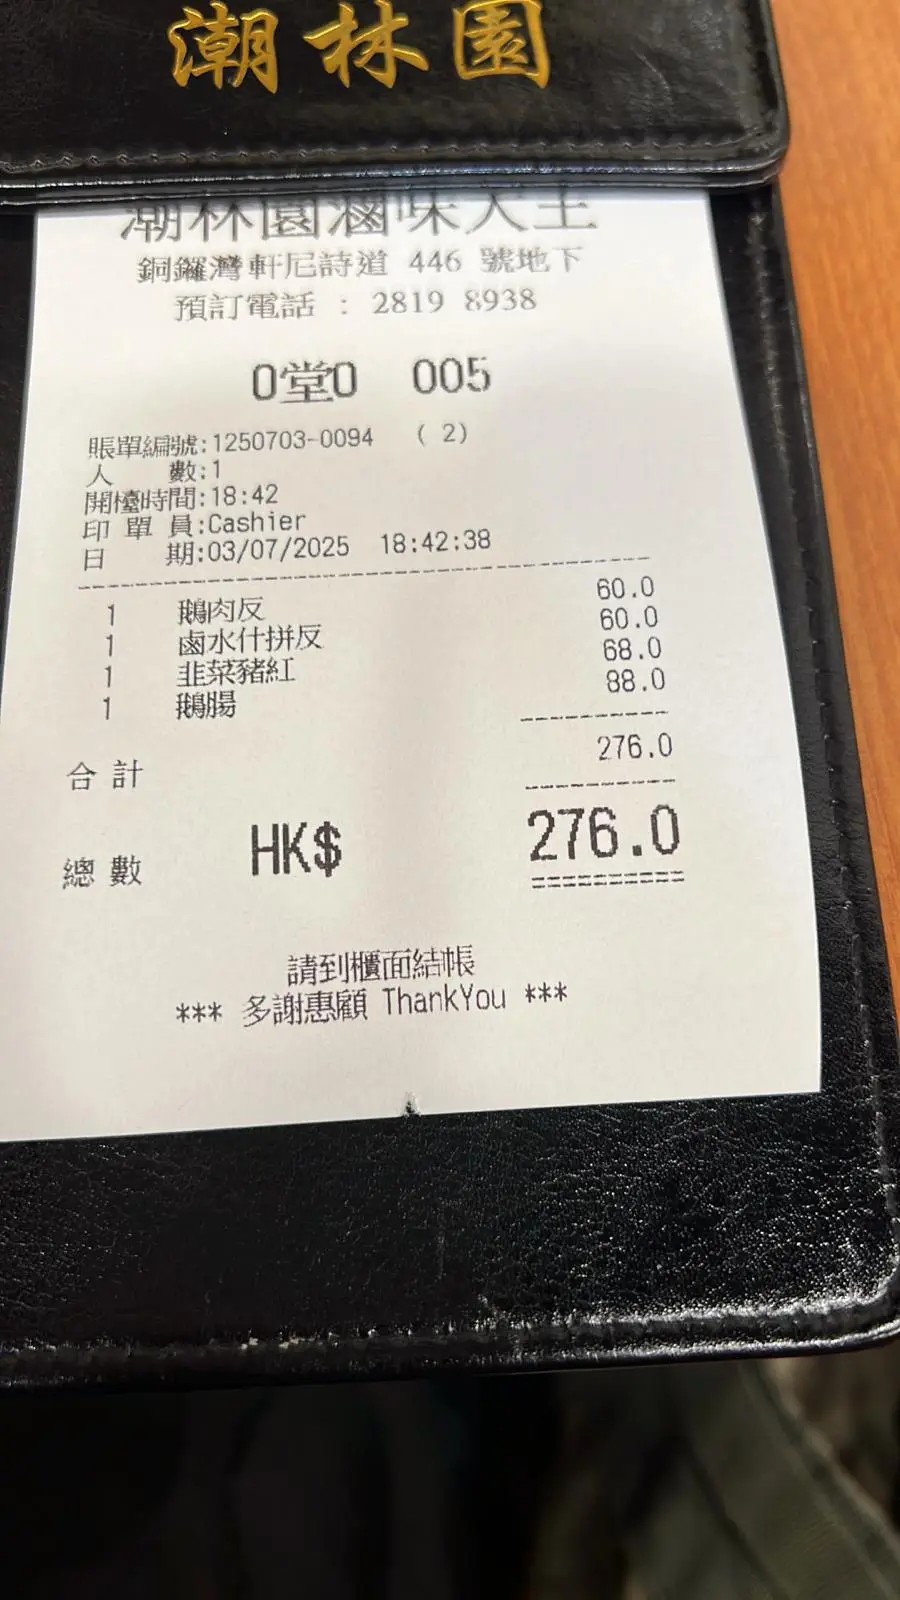 潮林園
潮林園滷味大王
銅鑼灣軒尼詩道 446 號地下
預訂電話 : 2819 8938
0堂0 005
賬單編號:1250703-0094 ( 2)
人 數:1
開檯時間:18:42
印 單 員:Cashier
日 期:03/07/2025 18:42:38
1 鵝肉反 60.0
1 鹵水什拼反 60.0
1 韭菜豬紅 68.0
1 鵝腸 88.0
合 計 276.0
總 數 HK$ 276.0
請到櫃面結帳
*** 多謝惠顧 ThankYou ***